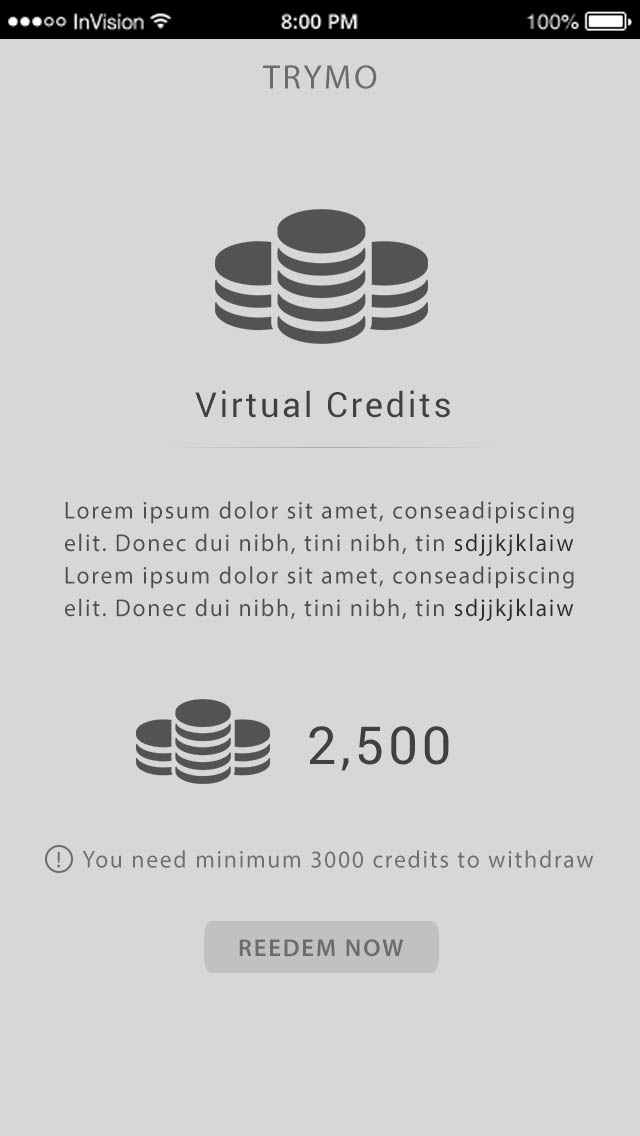 InVision 8:00 PM 100%
TRYMO
Virtual Credits
Lorem ipsum dolor sit amet, conseadipiscing
elit. Donec dui nibh, tini nibh, tin sdjjkjklaiw
Lorem ipsum dolor sit amet, conseadipiscing
elit. Donec dui nibh, tini nibh, tin sdjjkjklaiw
2,500
! You need minimum 3000 credits to withdraw
REEDEM NOW